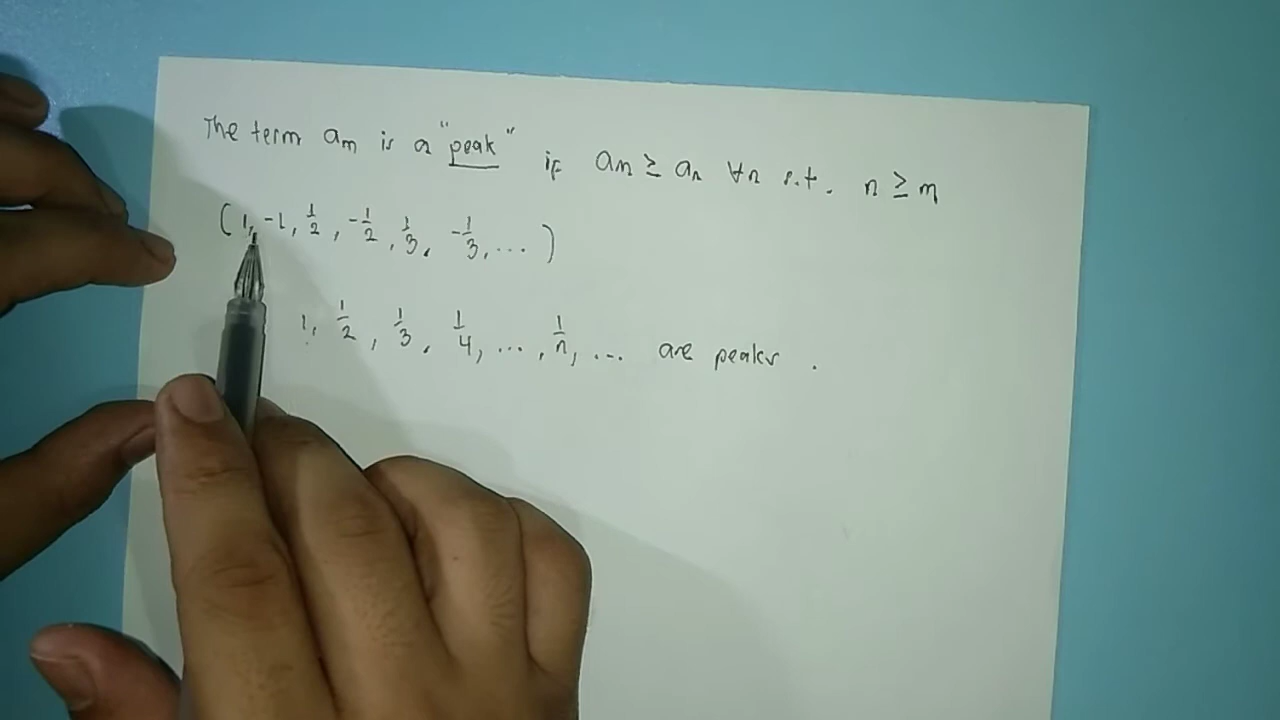 The term aₘ is a "peak" if aₘ ≥ aₙ ∀n s.t. n ≥ m
(1, -1, 1/2, -1/2, 1/3, -1/3, ...)
1, 1/2, 1/3, 1/4, ..., 1/n, ... are peaks .